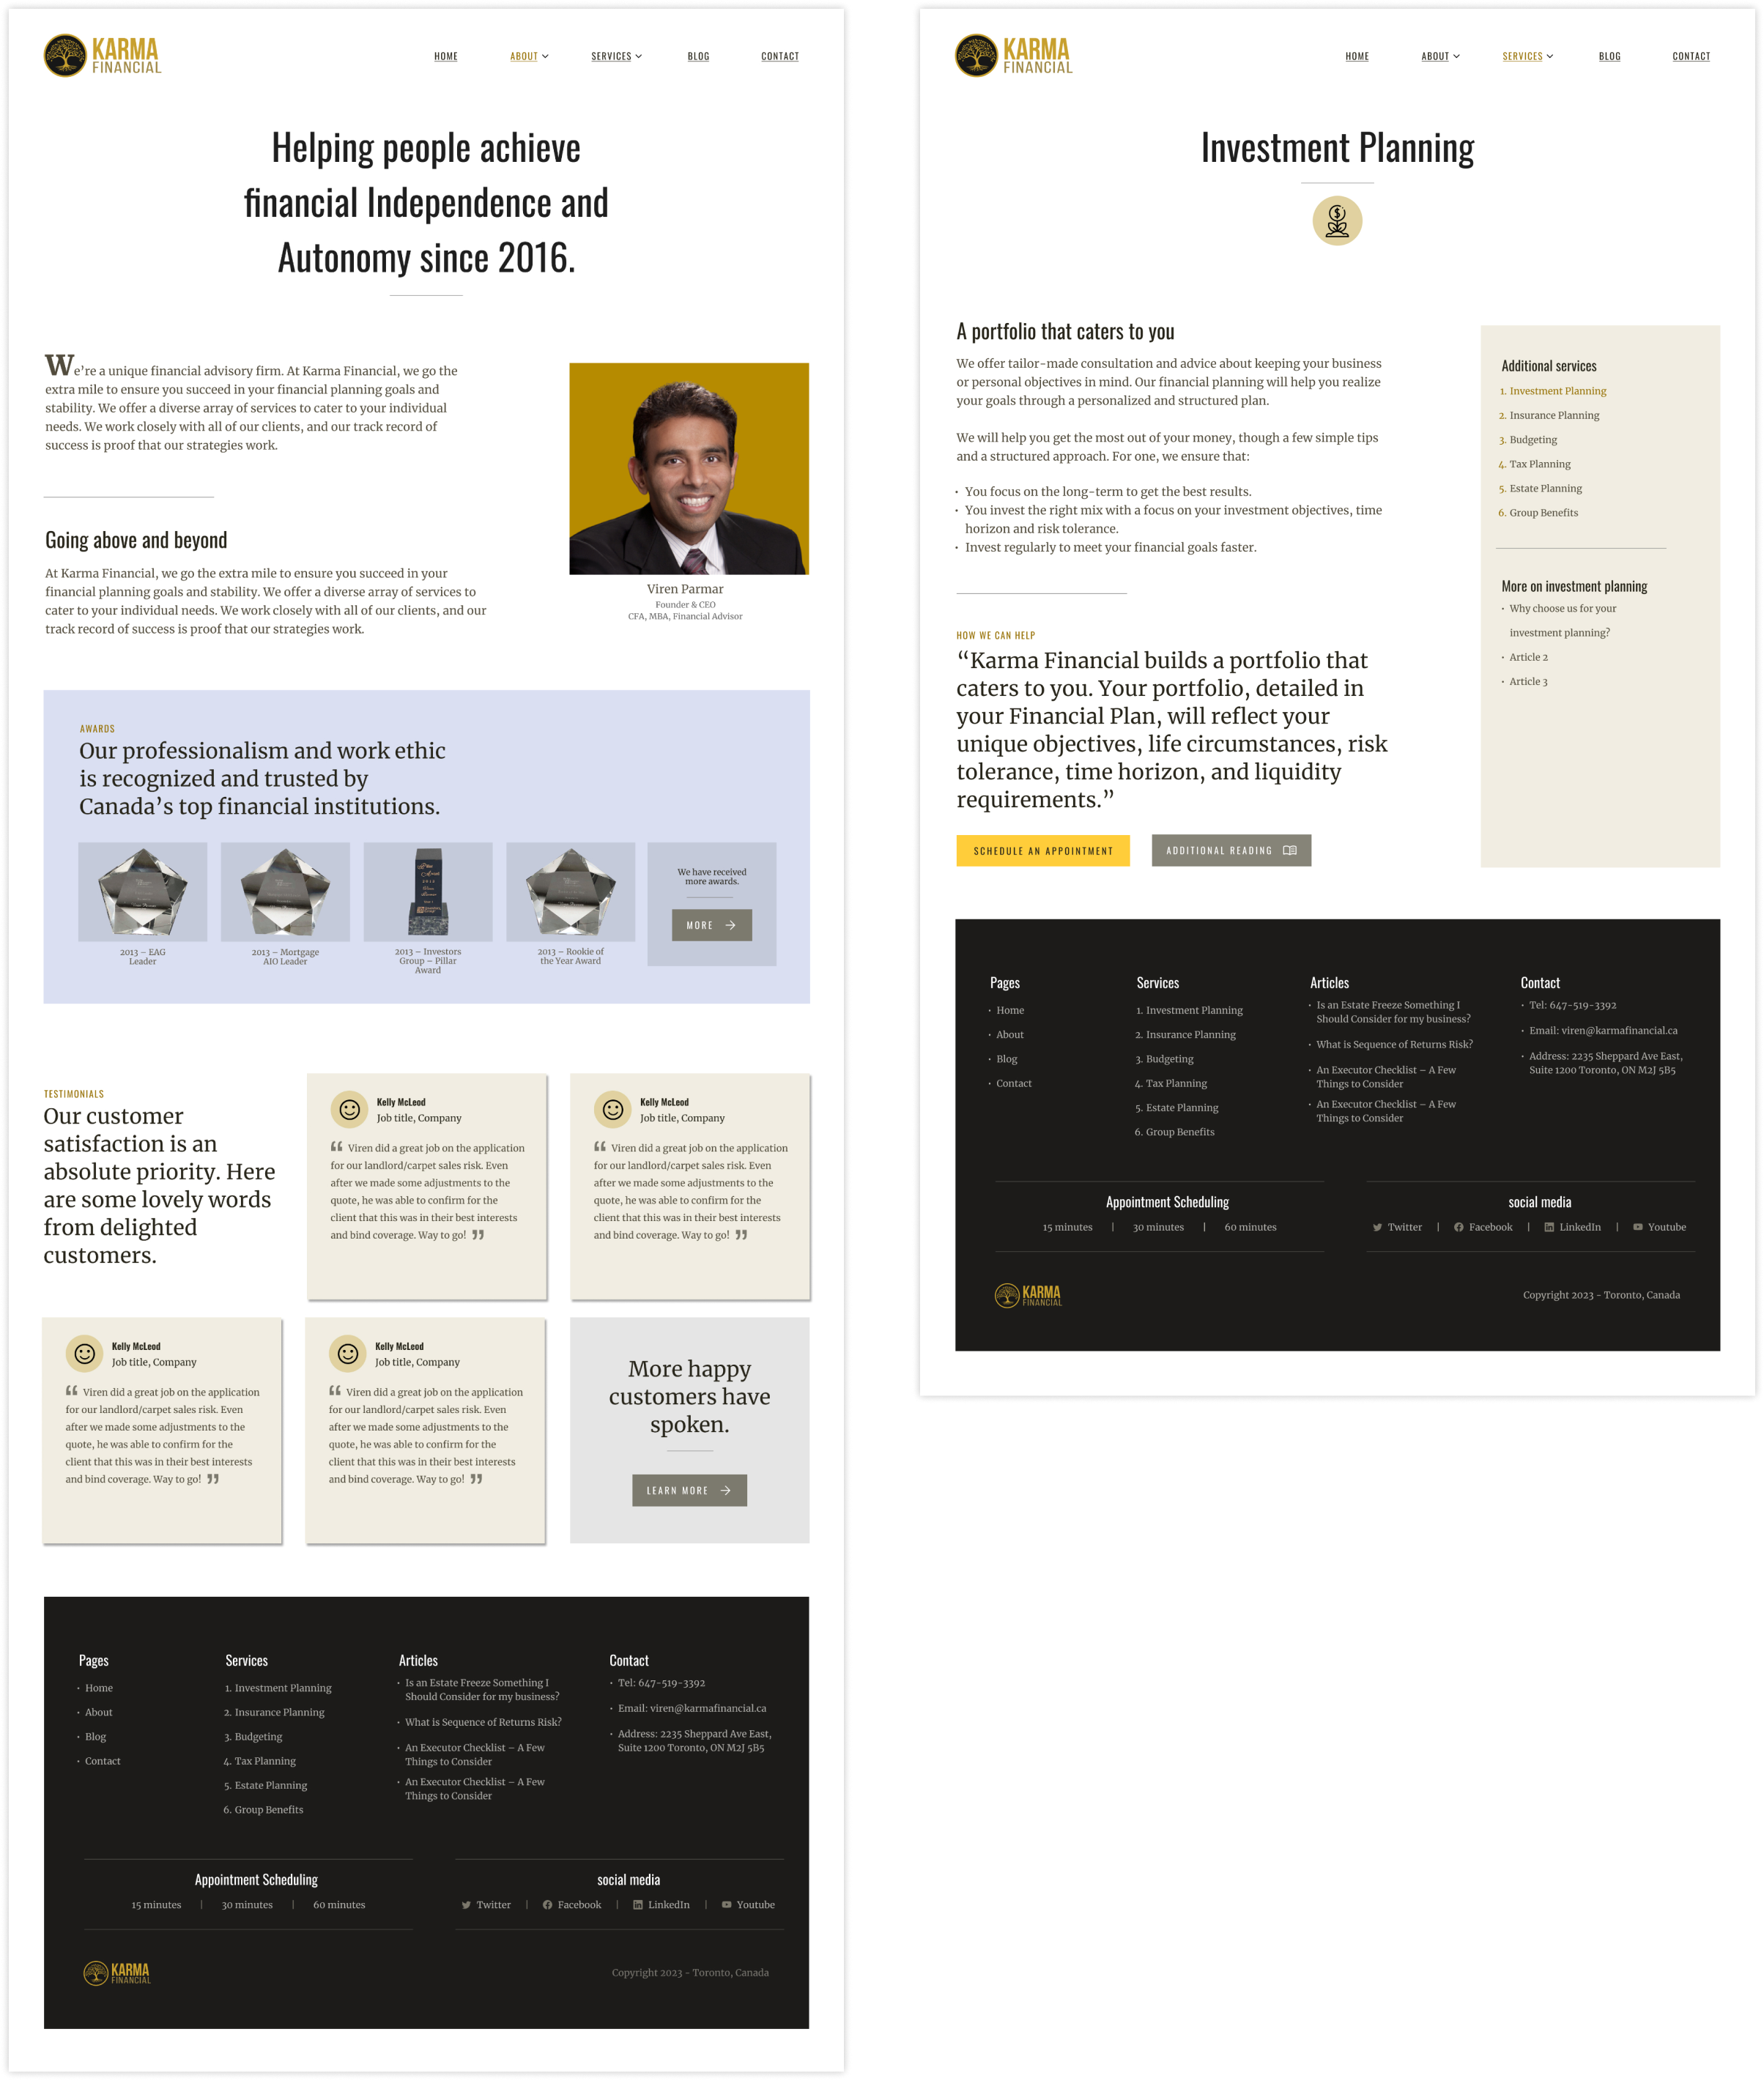 KARMA
FINANCIAL
HOME
ABOUT
SERVICES
BLOG
CONTACT
Helping people achieve
financial Independence and
Autonomy since 2016.
We're a unique financial advisory firm. At Karma Financial, we go the
extra mile to ensure you succeed in your financial planning goals and
stability. We offer a diverse array of services to cater to your individual
needs. We work closely with all of our clients, and our track record of
success is proof that our strategies work.
Going above and beyond
At Karma Financial, we go the extra mile to ensure you succeed in your
financial planning goals and stability. We offer a diverse array of services to
cater to your individual needs. We work closely with all of our clients, and our
track record of success is proof that our strategies work.
Viren Parmar
Founder & CEO
CFA, MBA, Financial Advisor
AWARDS
Our professionalism and work ethic
is recognized and trusted by
Canada's top financial institutions.
2013 – EAG
Leader
2013 – Mortgage
AIO Leader
2013 – Investors
Group – Pillar
Award
2013 – Rookie of
the Year Award
We have received
more awards.
MORE
TESTIMONIALS
Our customer
satisfaction is an
absolute priority. Here
are some lovely words
from delighted
customers.
Kelly McLeod
Job title, Company
“ Viren did a great job on the application
for our landlord/carpet sales risk. Even
after we made some adjustments to the
quote, he was able to confirm for the
client that this was in their best interests
and bind coverage. Way to go! ”
Kelly McLeod
Job title, Company
“ Viren did a great job on the application
for our landlord/carpet sales risk. Even
after we made some adjustments to the
quote, he was able to confirm for the
client that this was in their best interests
and bind coverage. Way to go! ”
Kelly McLeod
Job title, Company
“ Viren did a great job on the application
for our landlord/carpet sales risk. Even
after we made some adjustments to the
quote, he was able to confirm for the
client that this was in their best interests
and bind coverage. Way to go! ”
Kelly McLeod
Job title, Company
“ Viren did a great job on the application
for our landlord/carpet sales risk. Even
after we made some adjustments to the
quote, he was able to confirm for the
client that this was in their best interests
and bind coverage. Way to go! ”
More happy
customers have
spoken.
LEARN MORE
Pages
• Home
• About
• Blog
• Contact
Services
1. Investment Planning
2. Insurance Planning
3. Budgeting
4. Tax Planning
5. Estate Planning
6. Group Benefits
Articles
• Is an Estate Freeze Something I
Should Consider for my business?
• What is Sequence of Returns Risk?
• An Executor Checklist – A Few
Things to Consider
• An Executor Checklist – A Few
Things to Consider
Contact
• Tel: 647-519-3392
• Email: viren@karmafinancial.ca
• Address: 2235 Sheppard Ave East,
Suite 1200 Toronto, ON M2J 5B5
Appointment Scheduling
15 minutes | 30 minutes | 60 minutes
social media
Twitter | Facebook | LinkedIn | Youtube
KARMA
FINANCIAL
Copyright 2023 - Toronto, Canada
KARMA
FINANCIAL
HOME
ABOUT
SERVICES
BLOG
CONTACT
Investment Planning
$
A portfolio that caters to you
We offer tailor-made consultation and advice about keeping your business
or personal objectives in mind. Our financial planning will help you realize
your goals through a personalized and structured plan.
We will help you get the most out of your money, though a few simple tips
and a structured approach. For one, we ensure that:
• You focus on the long-term to get the best results.
• You invest the right mix with a focus on your investment objectives, time
horizon and risk tolerance.
• Invest regularly to meet your financial goals faster.
HOW WE CAN HELP
“Karma Financial builds a portfolio that
caters to you. Your portfolio, detailed in
your Financial Plan, will reflect your
unique objectives, life circumstances, risk
tolerance, time horizon, and liquidity
requirements.”
SCHEDULE AN APPOINTMENT
ADDITIONAL READING
Additional services
1. Investment Planning
2. Insurance Planning
3. Budgeting
4. Tax Planning
5. Estate Planning
6. Group Benefits
More on investment planning
• Why choose us for your
investment planning?
• Article 2
• Article 3
Pages
• Home
• About
• Blog
• Contact
Services
1. Investment Planning
2. Insurance Planning
3. Budgeting
4. Tax Planning
5. Estate Planning
6. Group Benefits
Articles
• Is an Estate Freeze Something I
Should Consider for my business?
• What is Sequence of Returns Risk?
• An Executor Checklist – A Few
Things to Consider
• An Executor Checklist – A Few
Things to Consider
Contact
• Tel: 647-519-3392
• Email: viren@karmafinancial.ca
• Address: 2235 Sheppard Ave East,
Suite 1200 Toronto, ON M2J 5B5
Appointment Scheduling
15 minutes | 30 minutes | 60 minutes
social media
Twitter | Facebook | LinkedIn | Youtube
KARMA
FINANCIAL
Copyright 2023 - Toronto, Canada